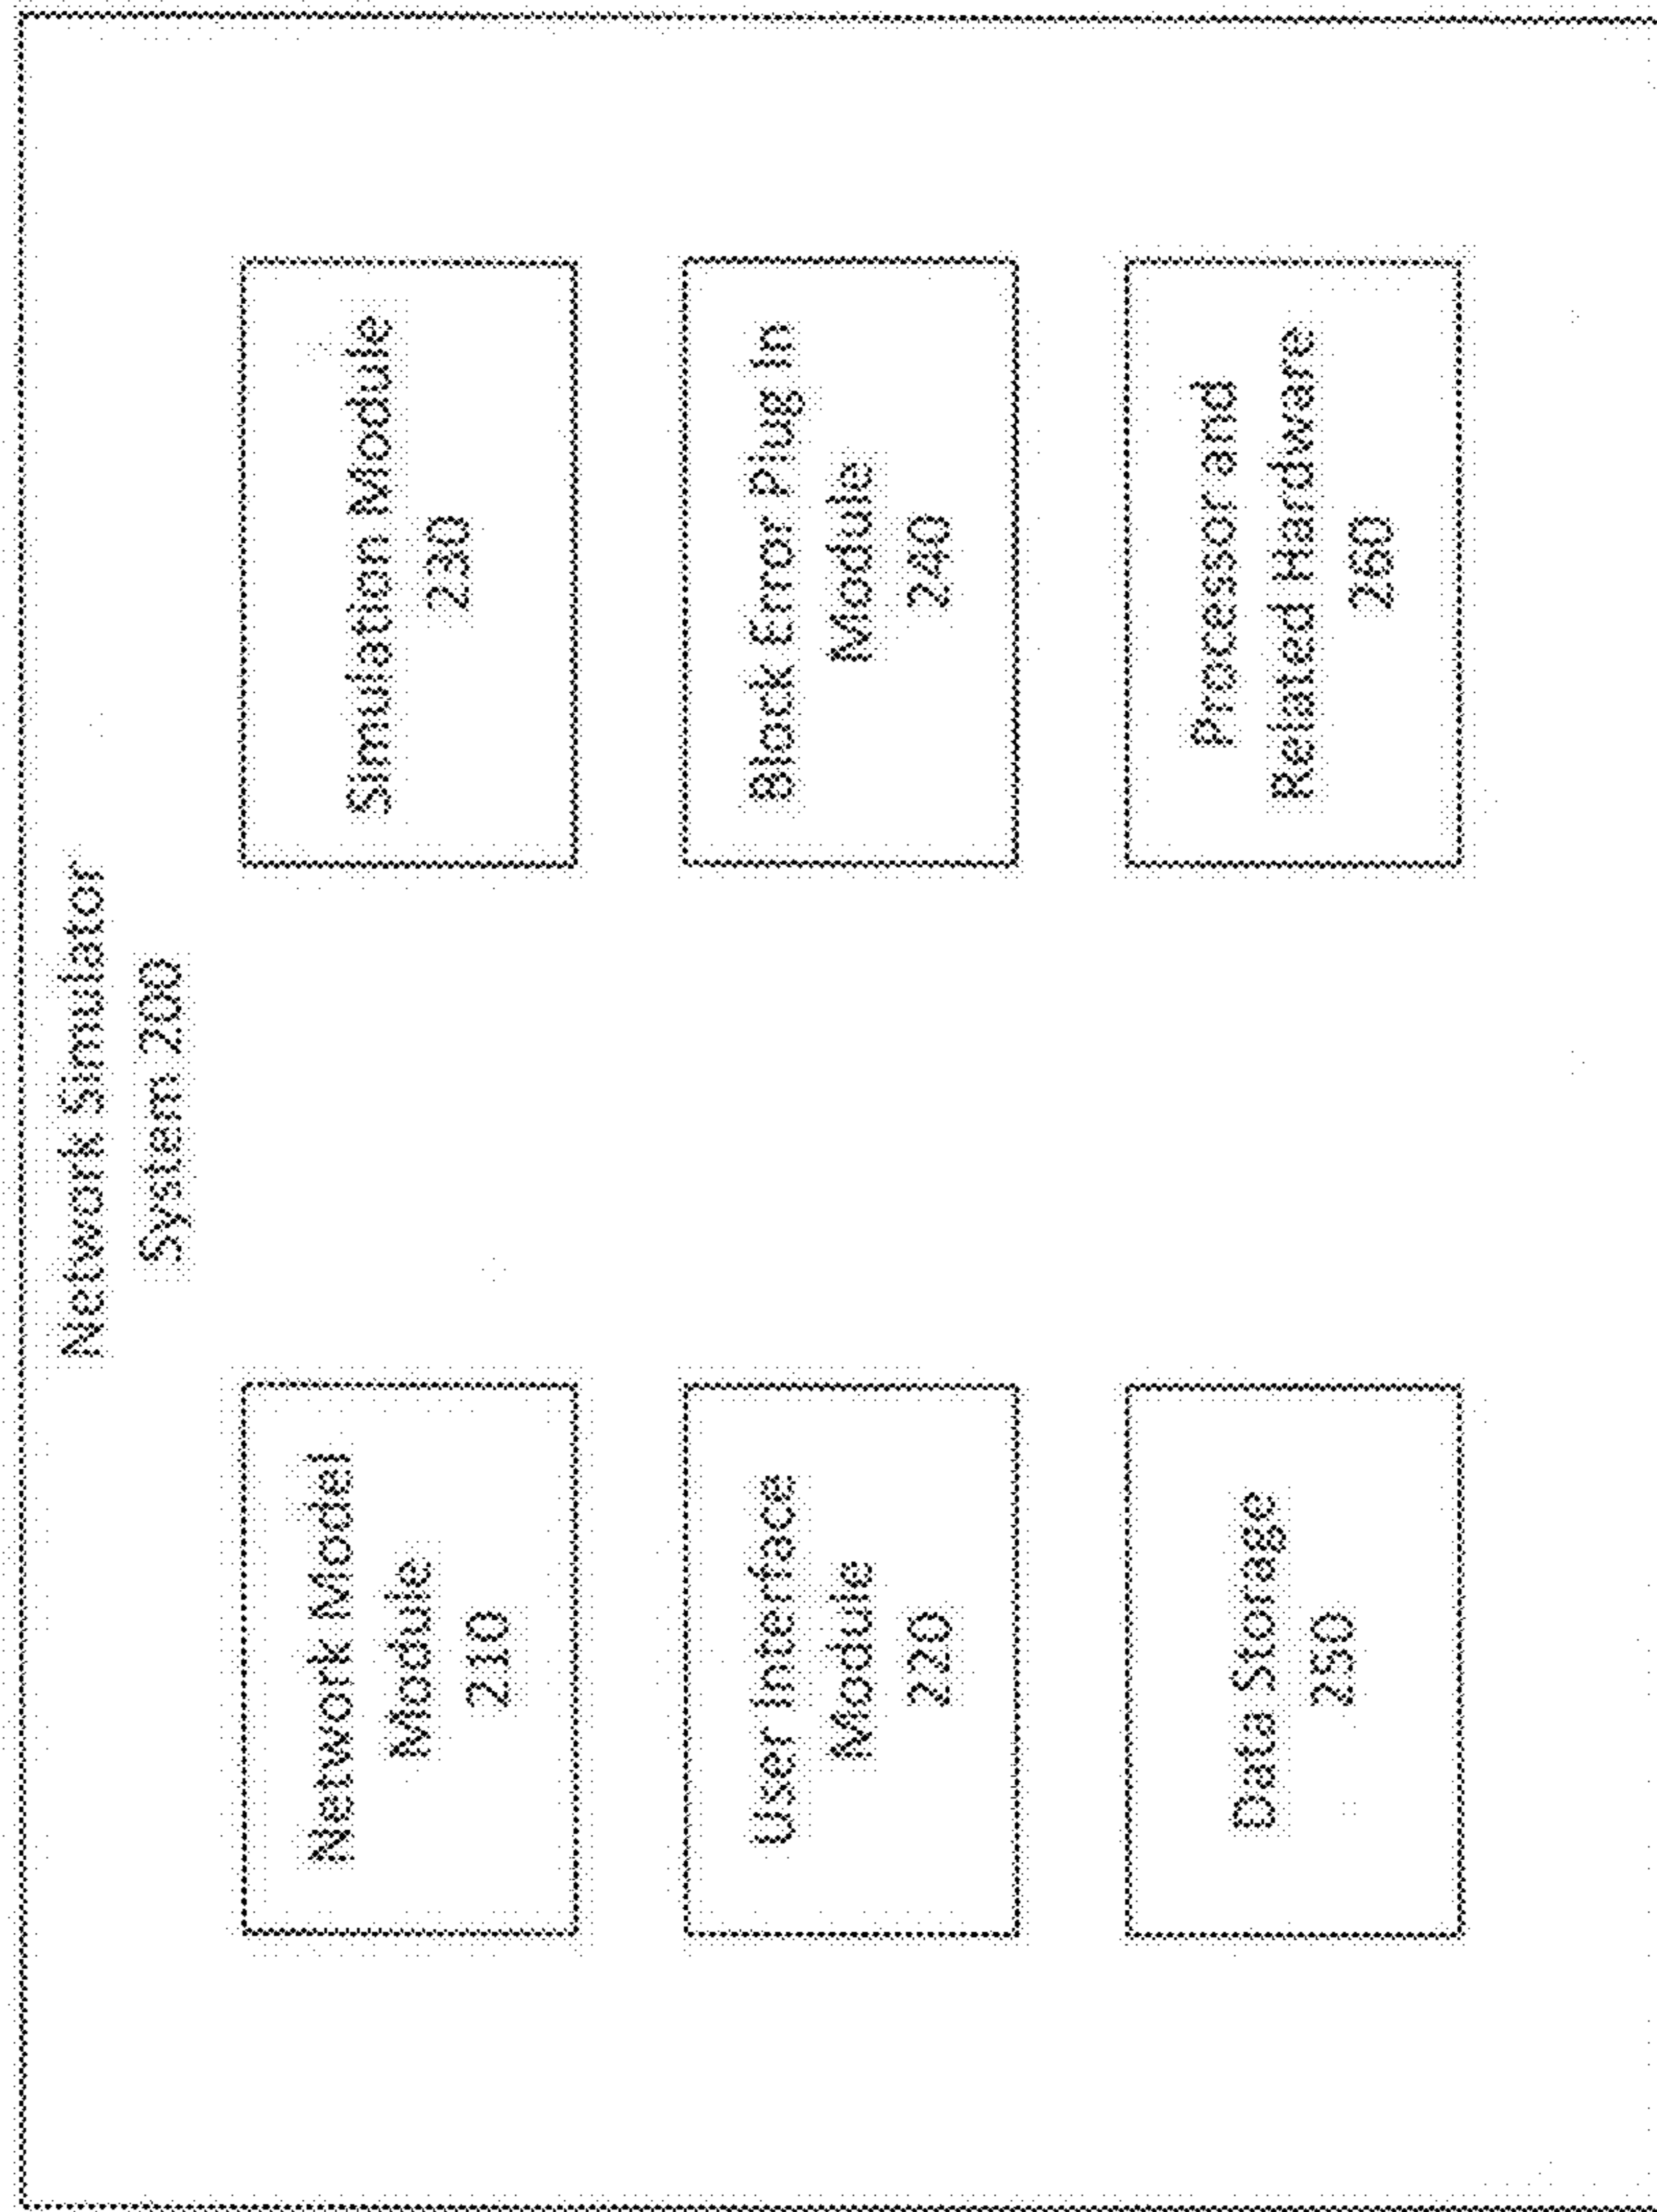 Network Simulator
System 200
Network Model
Module
210
Simulation Module
230
User Interface
Module
220
Block Error Plug In
Module
240
Data Storage
250
Processor and
Related Hardware
260